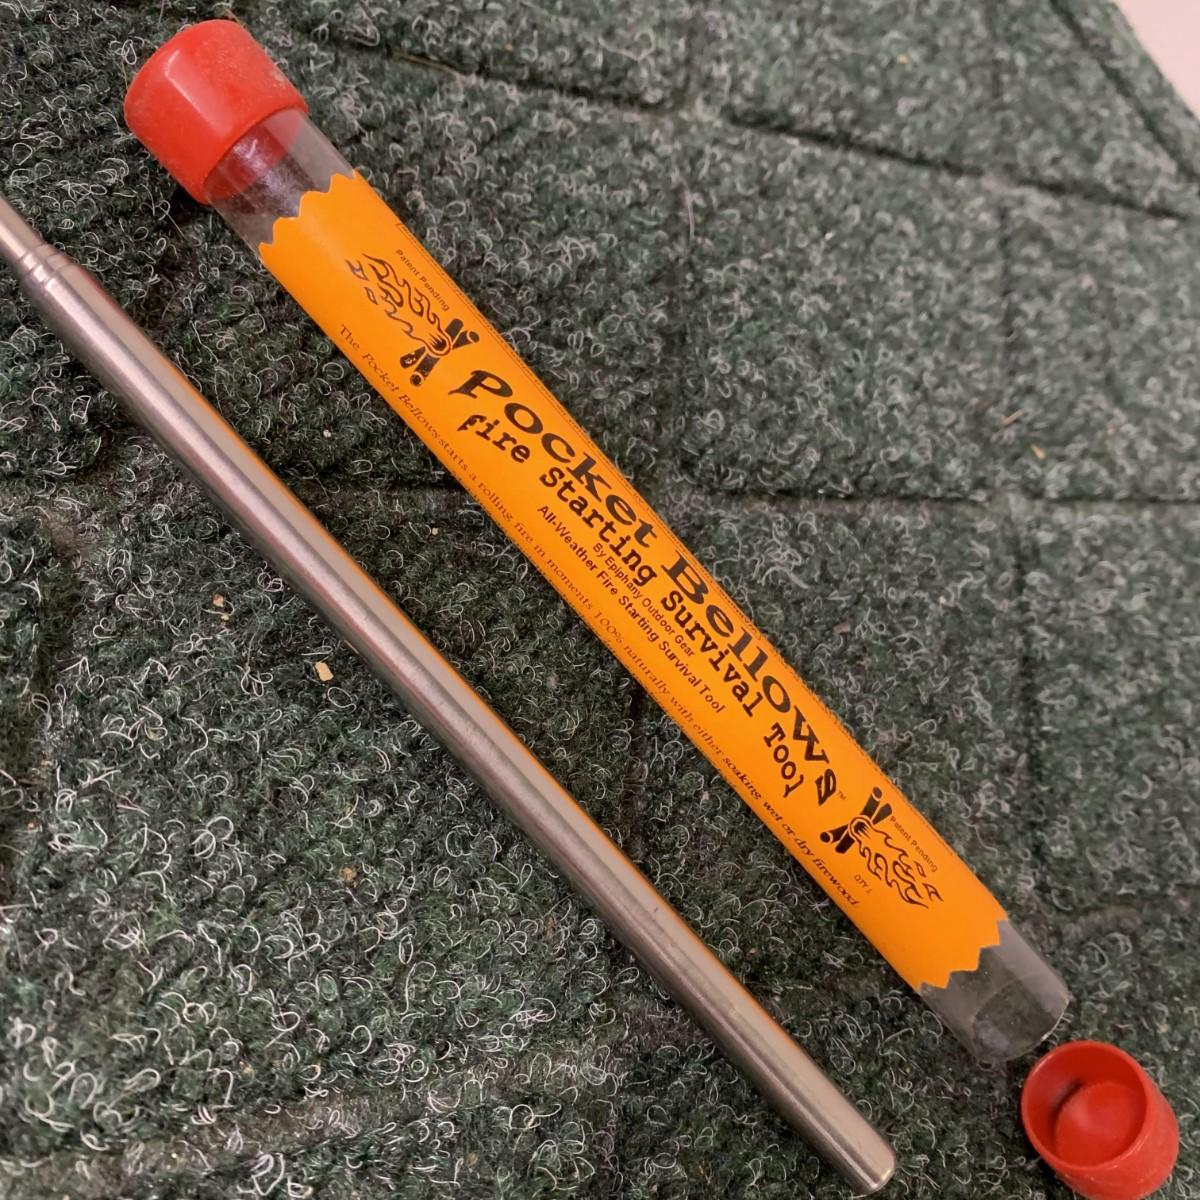 Patent Pending
Pocket Bellows™
fire Starting Survival Tool
By Epiphany Outdoor Gear
All-Weather Fire Starting Survival Tool
The Pocket Bellows starts a rolling fire in moments 100% naturally with either soaking wet or dry firewood
Patent Pending
QTY 1